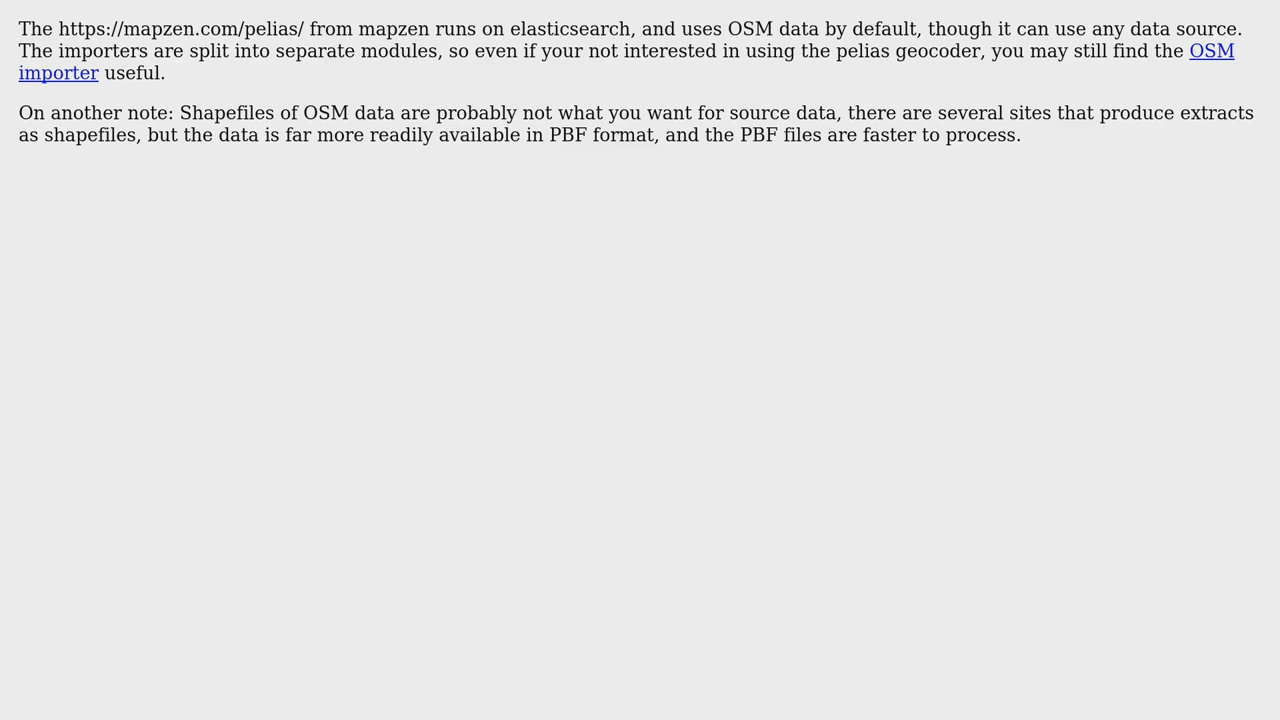 The https://mapzen.com/pelias/ from mapzen runs on elasticsearch, and uses OSM data by default, though it can use any data source.
The importers are split into separate modules, so even if your not interested in using the pelias geocoder, you may still find the OSM
importer useful.
On another note: Shapefiles of OSM data are probably not what you want for source data, there are several sites that produce extracts
as shapefiles, but the data is far more readily available in PBF format, and the PBF files are faster to process.